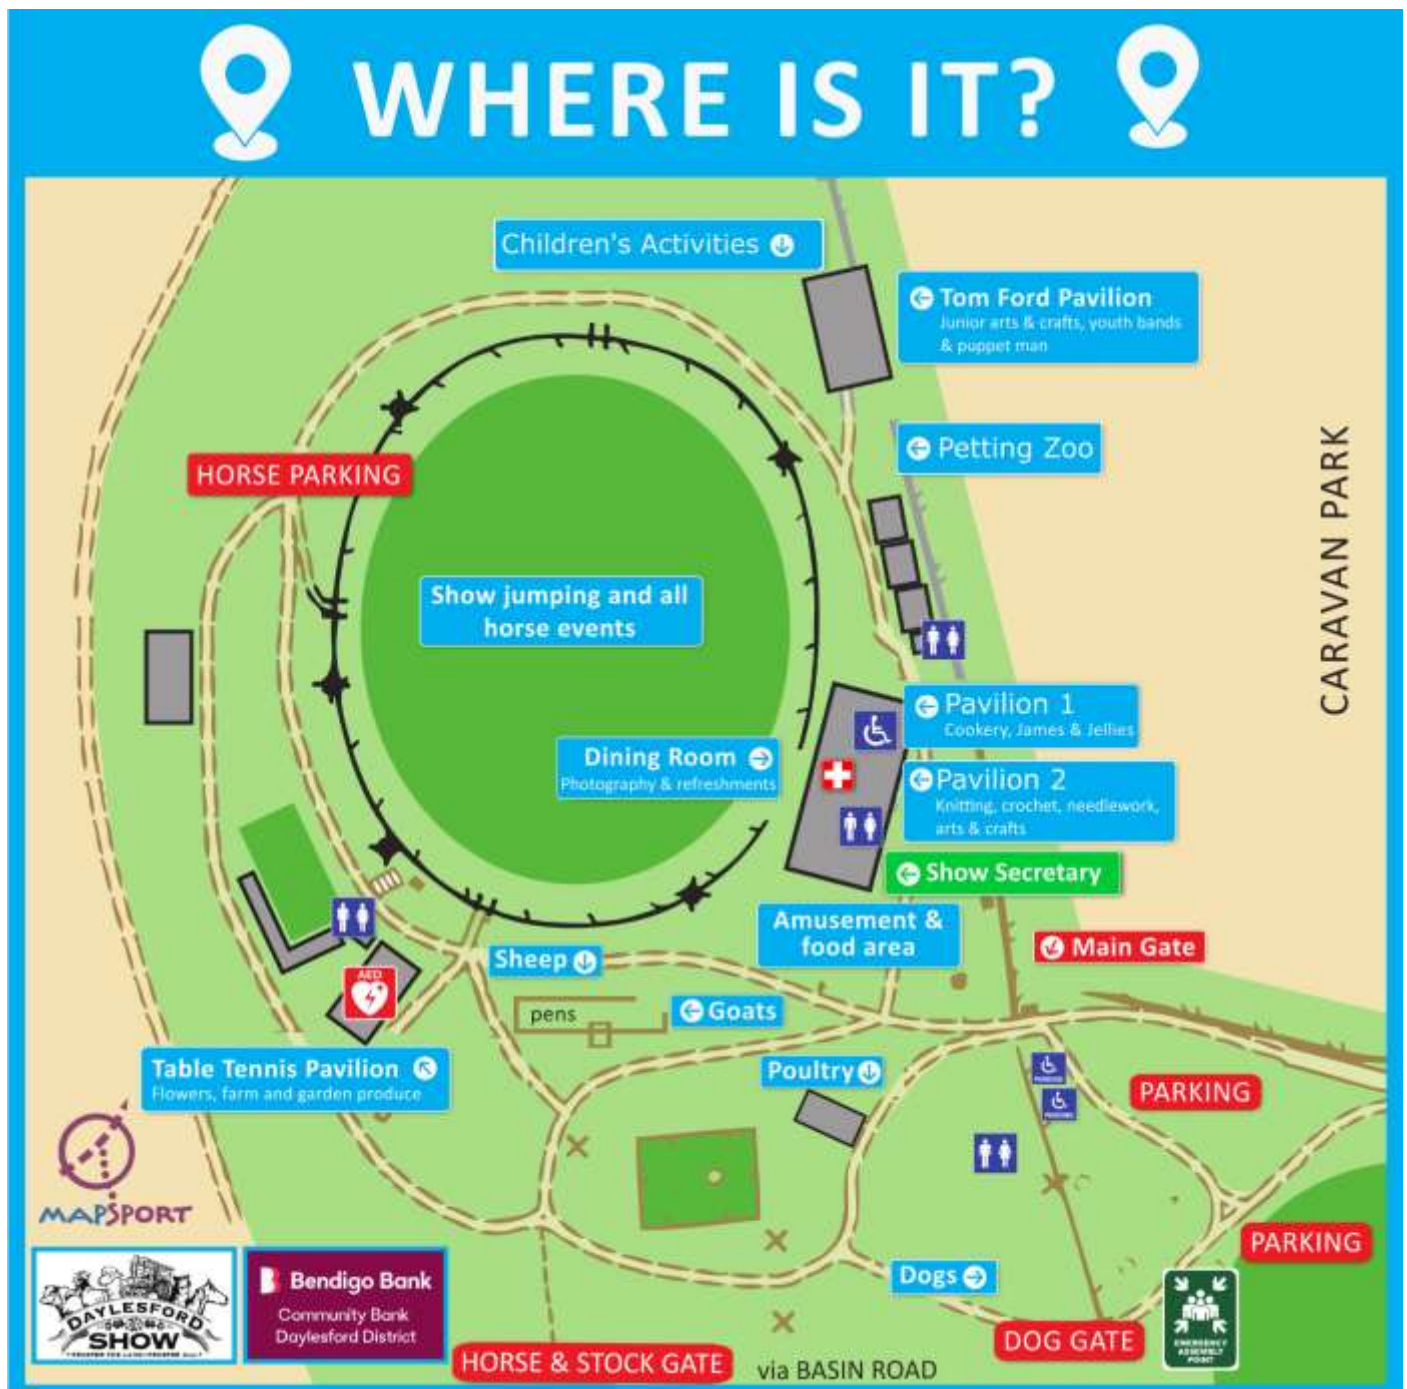 WHERE IS IT?
Children's Activities
Tom Ford Pavilion
Junior arts & crafts, youth bands
& puppet man
HORSE PARKING
Petting Zoo
CARAVAN PARK
Show jumping and all
horse events
Pavilion 1
Cookery, James & Jellies
Dining Room
Photography & refreshments
Pavilion 2
Knitting, crochet, needlework,
arts & crafts
Show Secretary
Amusement &
food area
Main Gate
Sheep
AED
pens
Goats
Table Tennis Pavilion
Flowers, farm and garden produce
Poultry
PARKING
MAPSPORT
PARKING
Dogs
DAYLESFORD
SHOW
Bendigo Bank
Community Bank
Daylesford District
DOG GATE
EMERGENCY
ASSEMBLY
POINT
HORSE & STOCK GATE
via BASIN ROAD